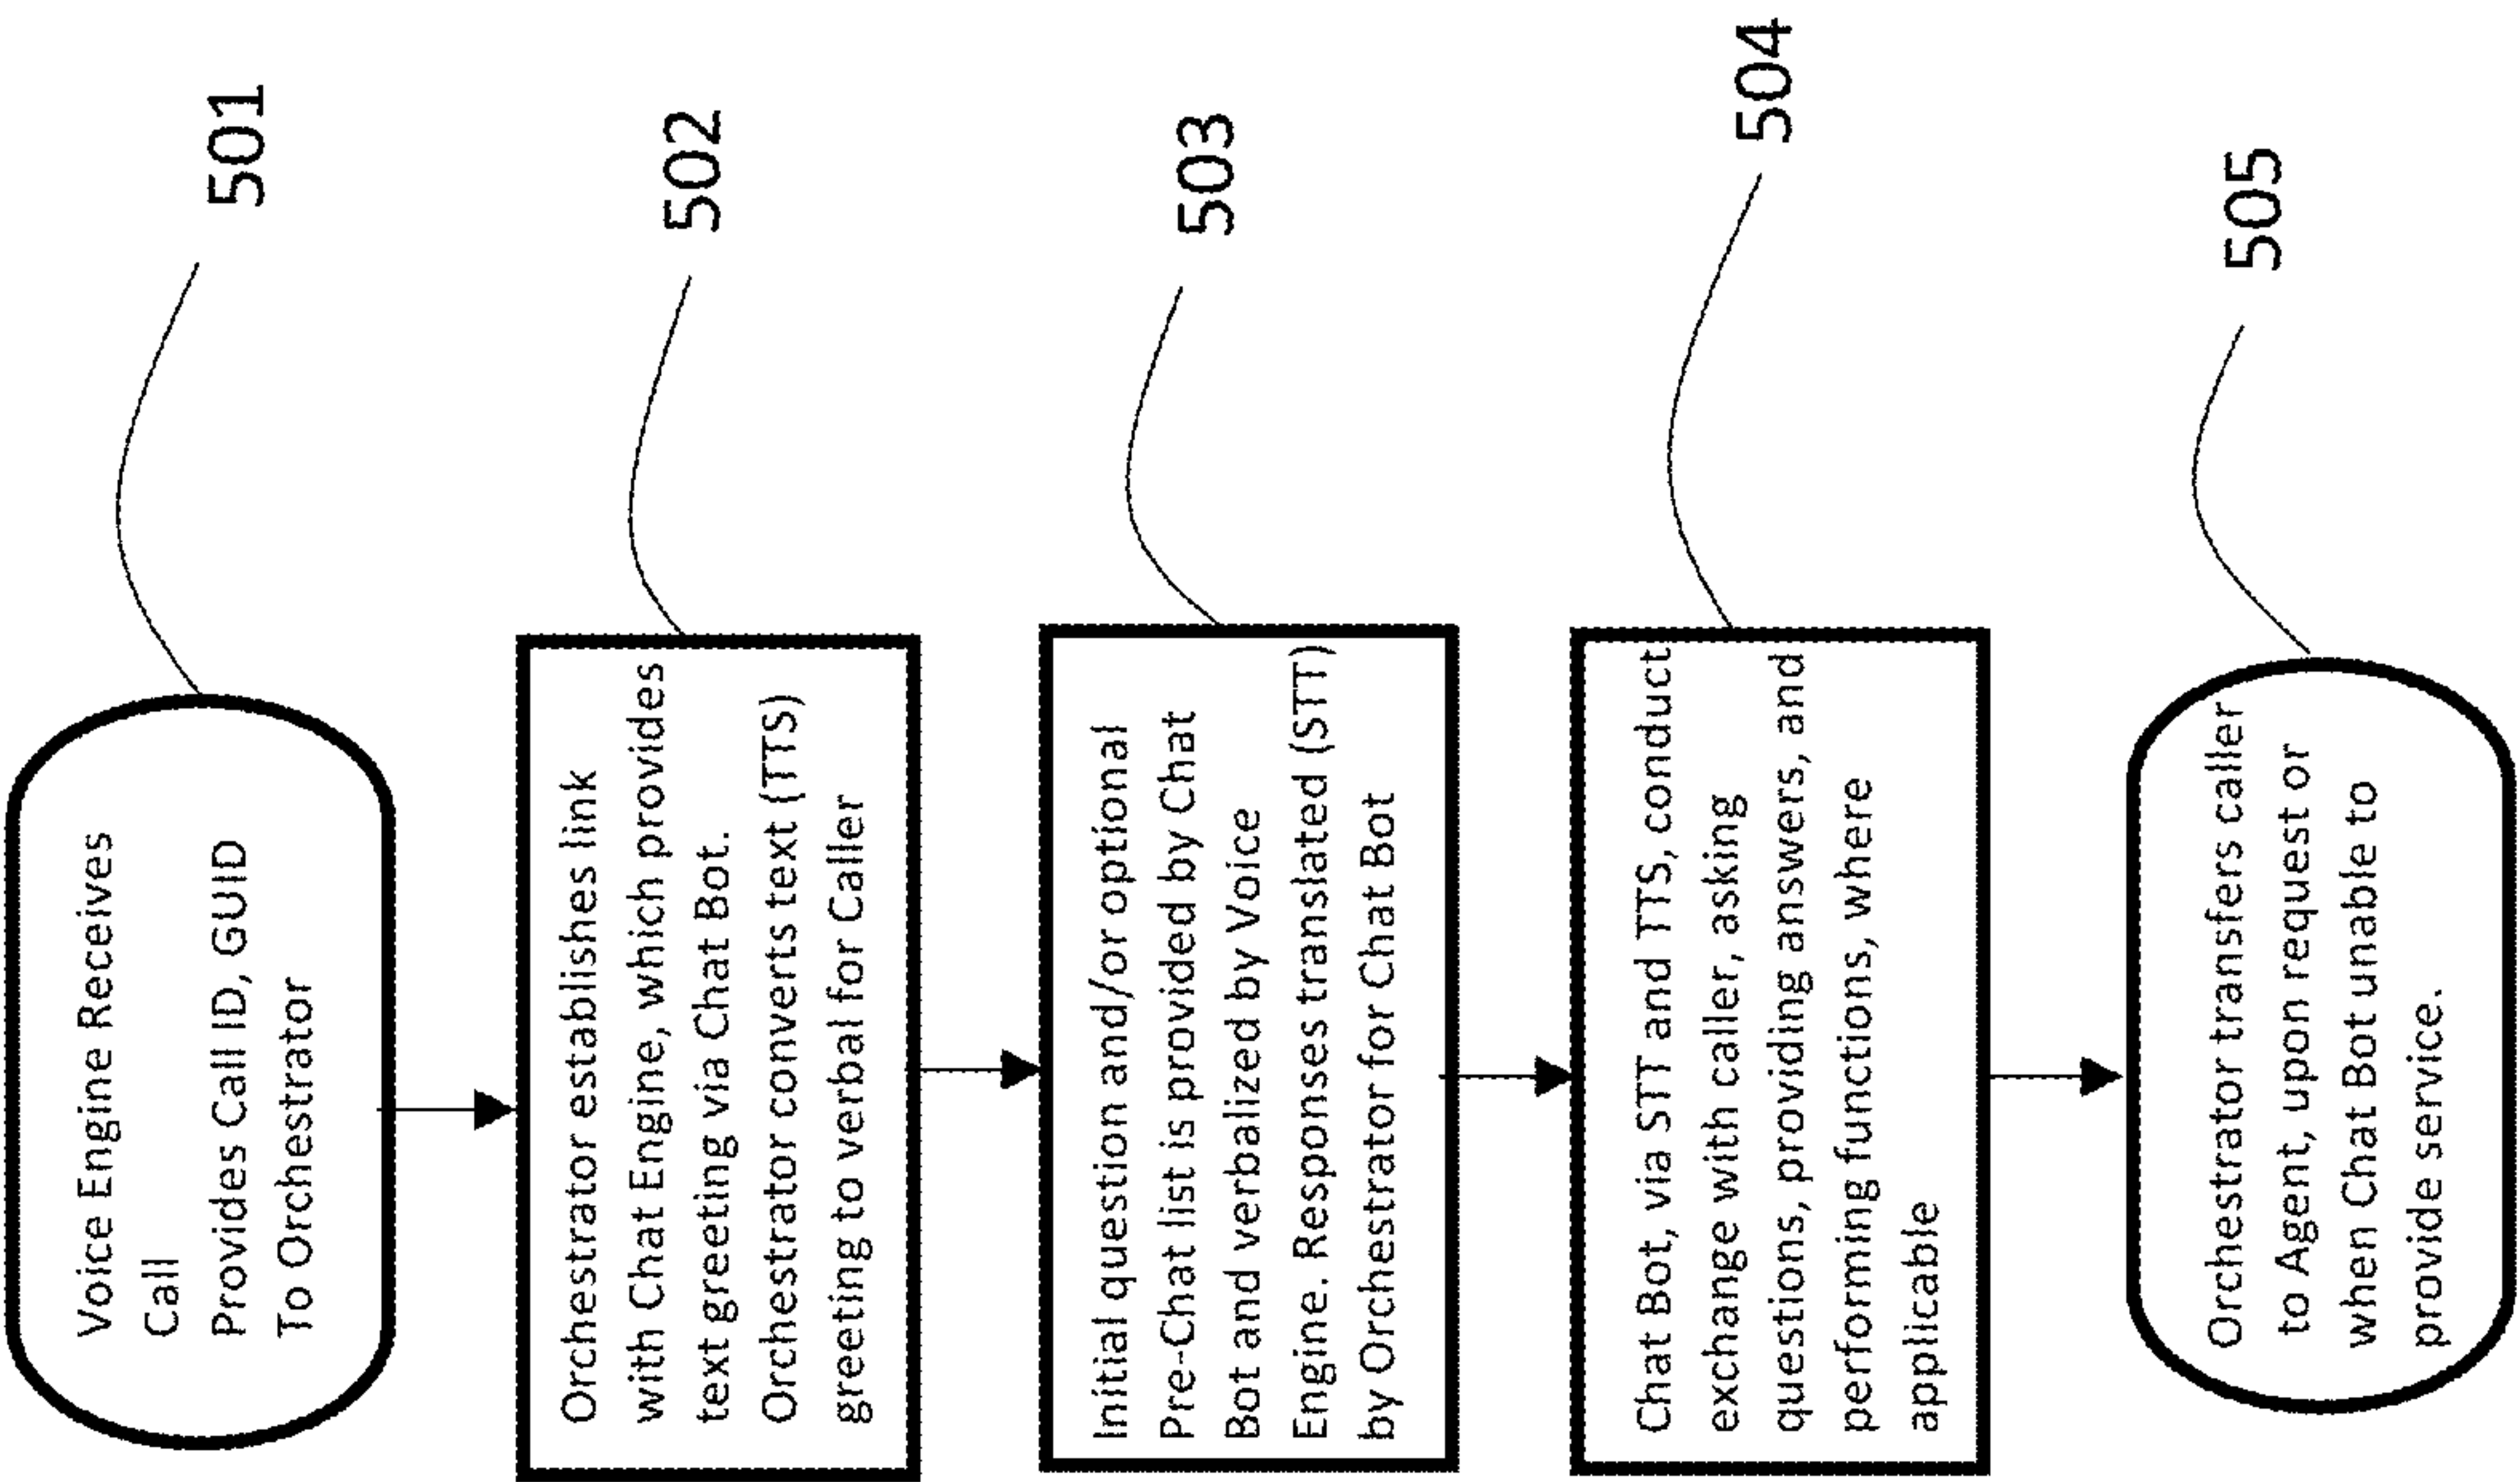 Voice Engine Receives
Call
Provides Call ID, GUID
To Orchestrator
501
Orchestrator establishes link
with Chat Engine, which provides
text greeting via Chat Bot.
Orchestrator converts text (TTS)
greeting to verbal for Caller
502
Initial question and/or optional
Pre-Chat list is provided by Chat
Bot and verbalized by Voice
Engine. Responses translated (STT)
by Orchestrator for Chat Bot
503
Chat Bot, via STT and TTS, conduct
exchange with caller, asking
questions, providing answers, and
performing functions, where
applicable
504
Orchestrator transfers caller
to Agent, upon request or
when Chat Bot unable to
provide service.
505